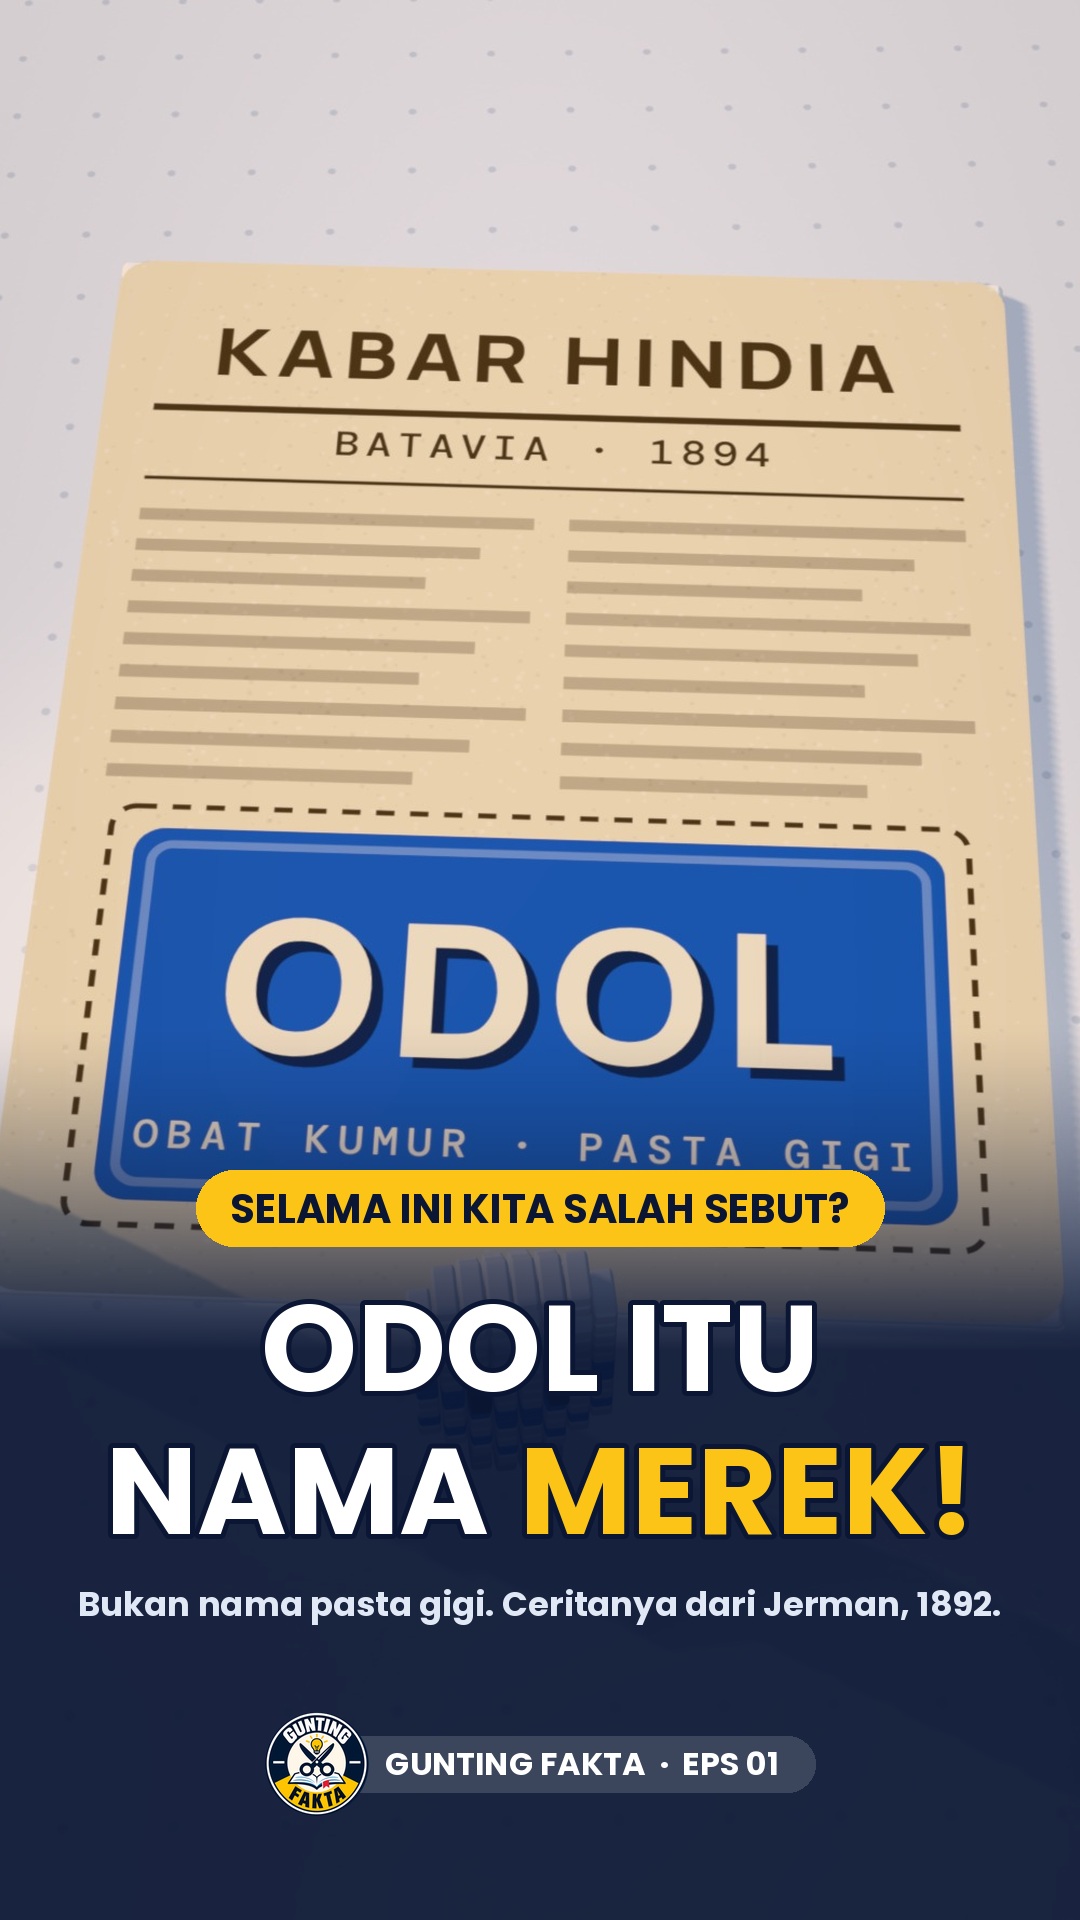 KABAR HINDIA
BATAVIA · 1894
ODOL
OBAT KUMUR · PASTA GIGI
SELAMA INI KITA SALAH SEBUT?
ODOL ITU
NAMA MEREK!
Bukan nama pasta gigi. Ceritanya dari Jerman, 1892.
GUNTING
FAKTA
GUNTING FAKTA · EPS 01